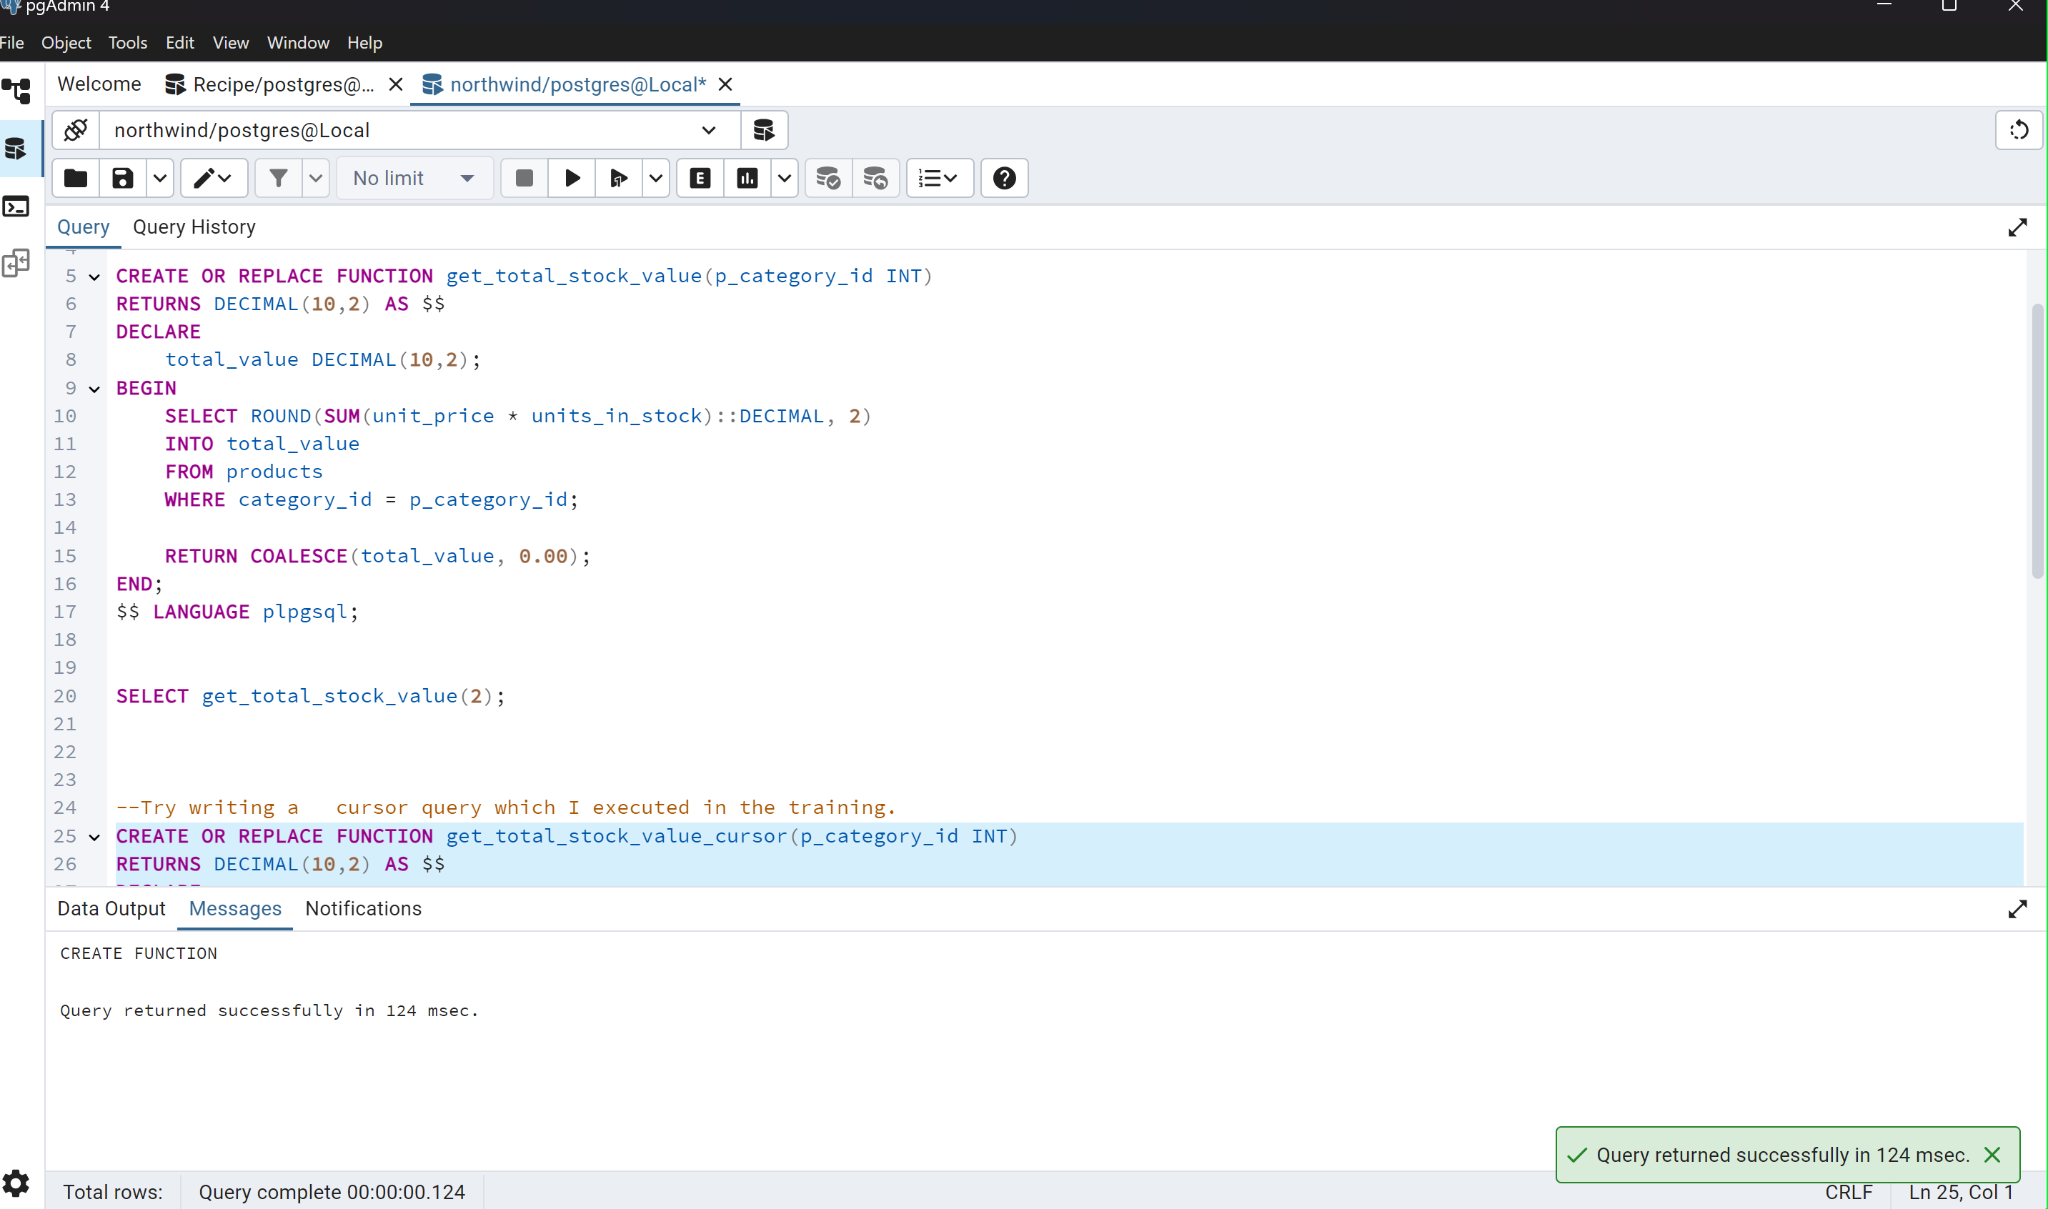 pgAdmin 4
File Object Tools Edit View Window Help
Welcome Recipe/postgres@... northwind/postgres@Local*
northwind/postgres@Local
No limit
Query Query History
4
5 CREATE OR REPLACE FUNCTION get_total_stock_value(p_category_id INT)
6 RETURNS DECIMAL(10,2) AS $$
7 DECLARE
8 total_value DECIMAL(10,2);
9 BEGIN
10 SELECT ROUND(SUM(unit_price * units_in_stock)::DECIMAL, 2)
11 INTO total_value
12 FROM products
13 WHERE category_id = p_category_id;
14
15 RETURN COALESCE(total_value, 0.00);
16 END;
17 $$ LANGUAGE plpgsql;
18
19
20 SELECT get_total_stock_value(2);
21
22
23
24 --Try writing a   cursor query which I executed in the training.
25 CREATE OR REPLACE FUNCTION get_total_stock_value_cursor(p_category_id INT)
26 RETURNS DECIMAL(10,2) AS $$
Data Output Messages Notifications
CREATE FUNCTION
Query returned successfully in 124 msec.
Query returned successfully in 124 msec.
Total rows: Query complete 00:00:00.124 CRLF Ln 25, Col 1